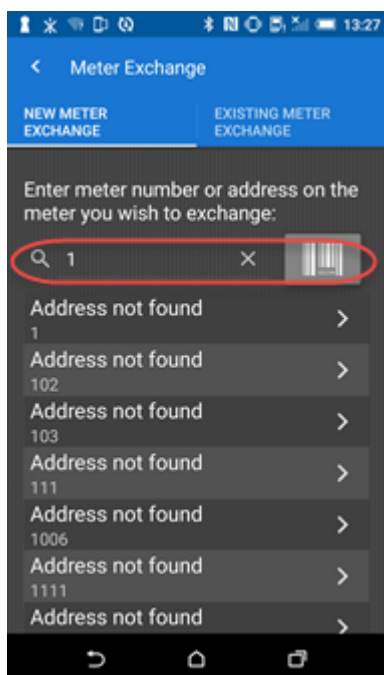 13:27
Meter Exchange
NEW METER
EXCHANGE
EXISTING METER
EXCHANGE
Enter meter number or address on the
meter you wish to exchange:
1
Address not found
1
Address not found
102
Address not found
103
Address not found
111
Address not found
1006
Address not found
1111
Address not found